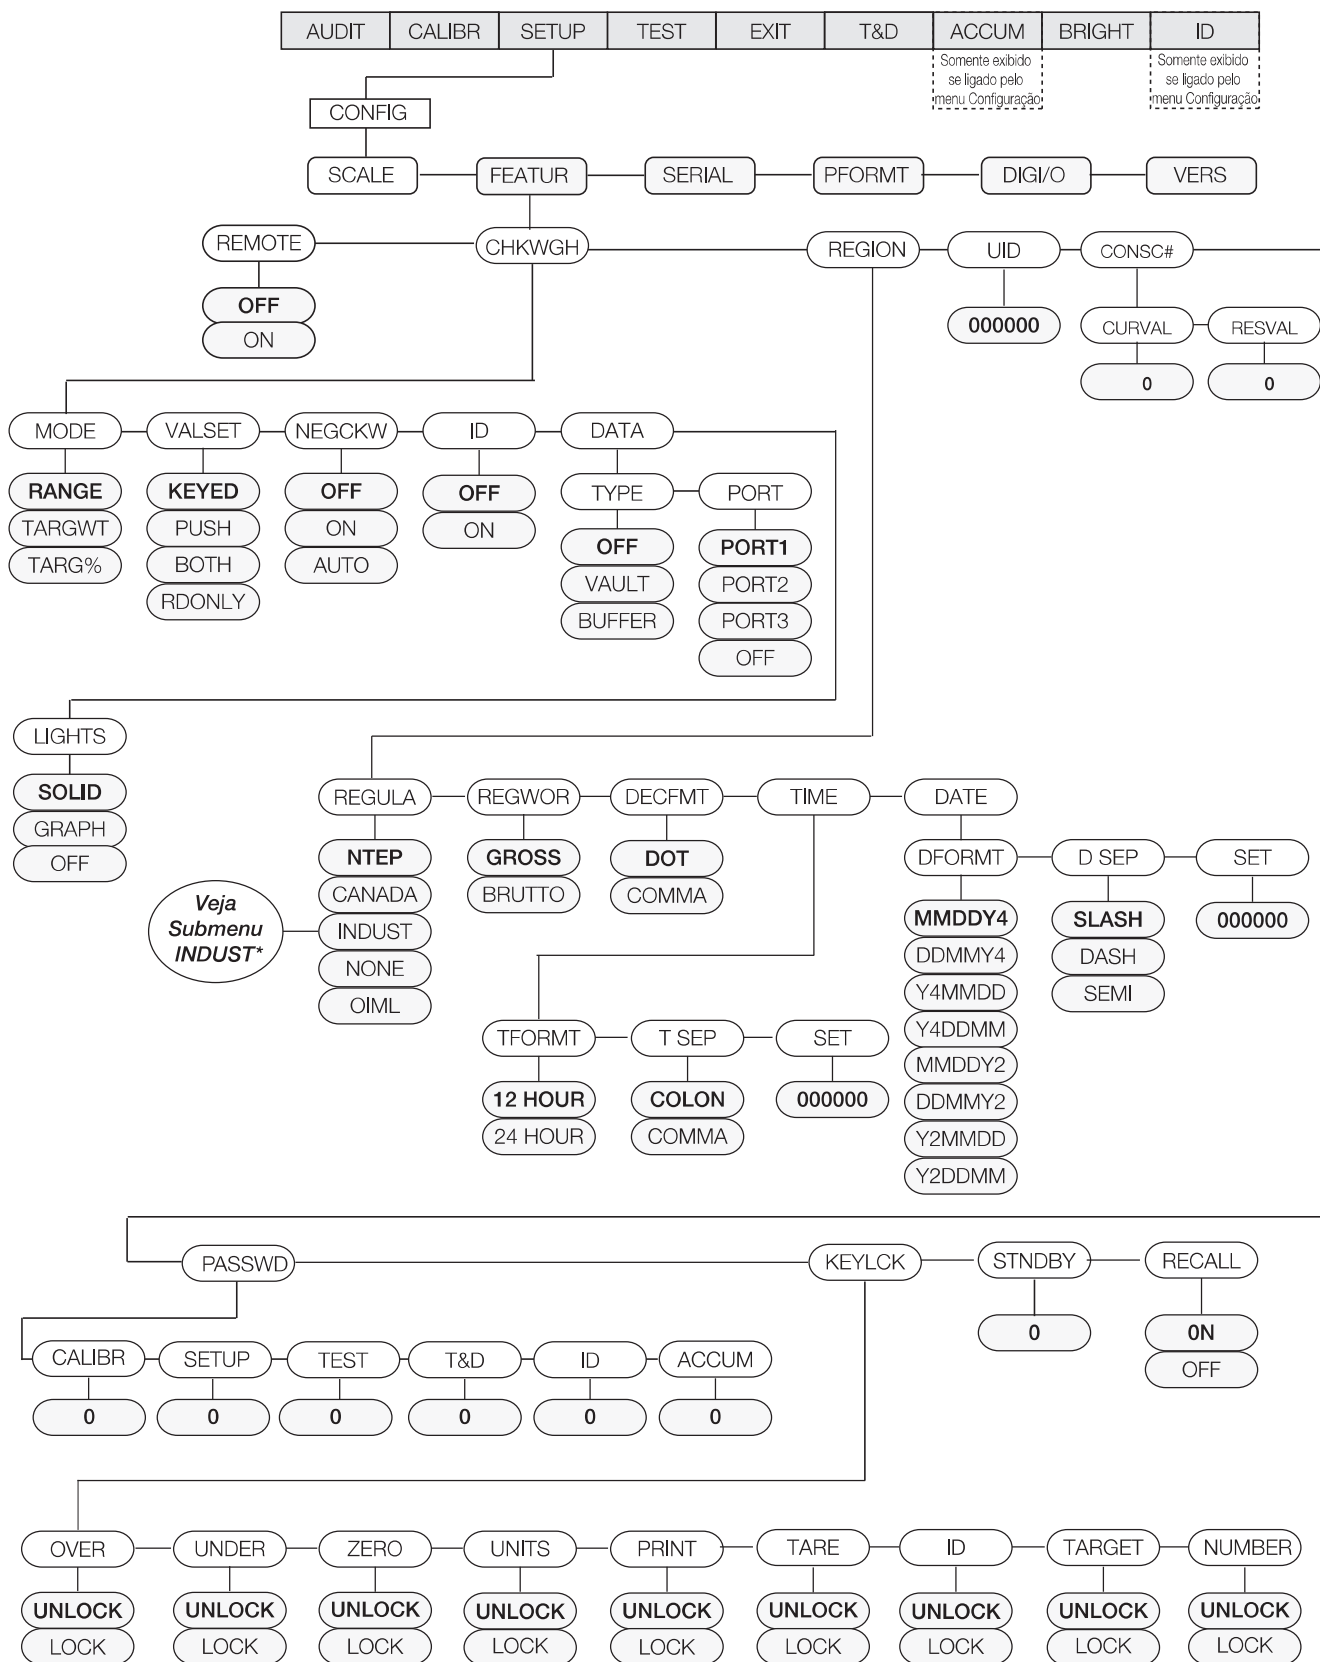 AUDIT CALIBR SETUP TEST EXIT T&D ACCUM BRIGHT ID
Somente exibido
se ligado pelo
menu Configuração
Somente exibido
se ligado pelo
menu Configuração
CONFIG
SCALE FEATUR SERIAL PFORMT DIGI/O VERS
REMOTE CHKWGH REGION UID CONSC#
OFF
ON
000000
CURVAL RESVAL
0 0
MODE VALSET NEGCKW ID DATA
RANGE KEYED OFF OFF TYPE PORT
TARGWT PUSH ON ON OFF PORT1
TARG% BOTH AUTO VAULT PORT2
RDONLY BUFFER PORT3
OFF
LIGHTS
SOLID
GRAPH
OFF
REGULA REGWOR DECFMT TIME DATE
NTEP GROSS DOT DFORMT D SEP SET
CANADA BRUTTO COMMA MMDDY4 SLASH 000000
Veja
Submenu
INDUST*
INDUST DDMMY4 DASH
NONE Y4MMDD SEMI
OIML Y4DDMM
TFORMT T SEP SET MMDDY2
12 HOUR COLON 000000 DDMMY2
24 HOUR COMMA Y2MMDD
Y2DDMM
PASSWD KEYLCK STNDBY RECALL
0 0N
OFF
CALIBR SETUP TEST T&D ID ACCUM
0 0 0 0 0 0
OVER UNDER ZERO UNITS PRINT TARE ID TARGET NUMBER
UNLOCK UNLOCK UNLOCK UNLOCK UNLOCK UNLOCK UNLOCK UNLOCK UNLOCK
LOCK LOCK LOCK LOCK LOCK LOCK LOCK LOCK LOCK